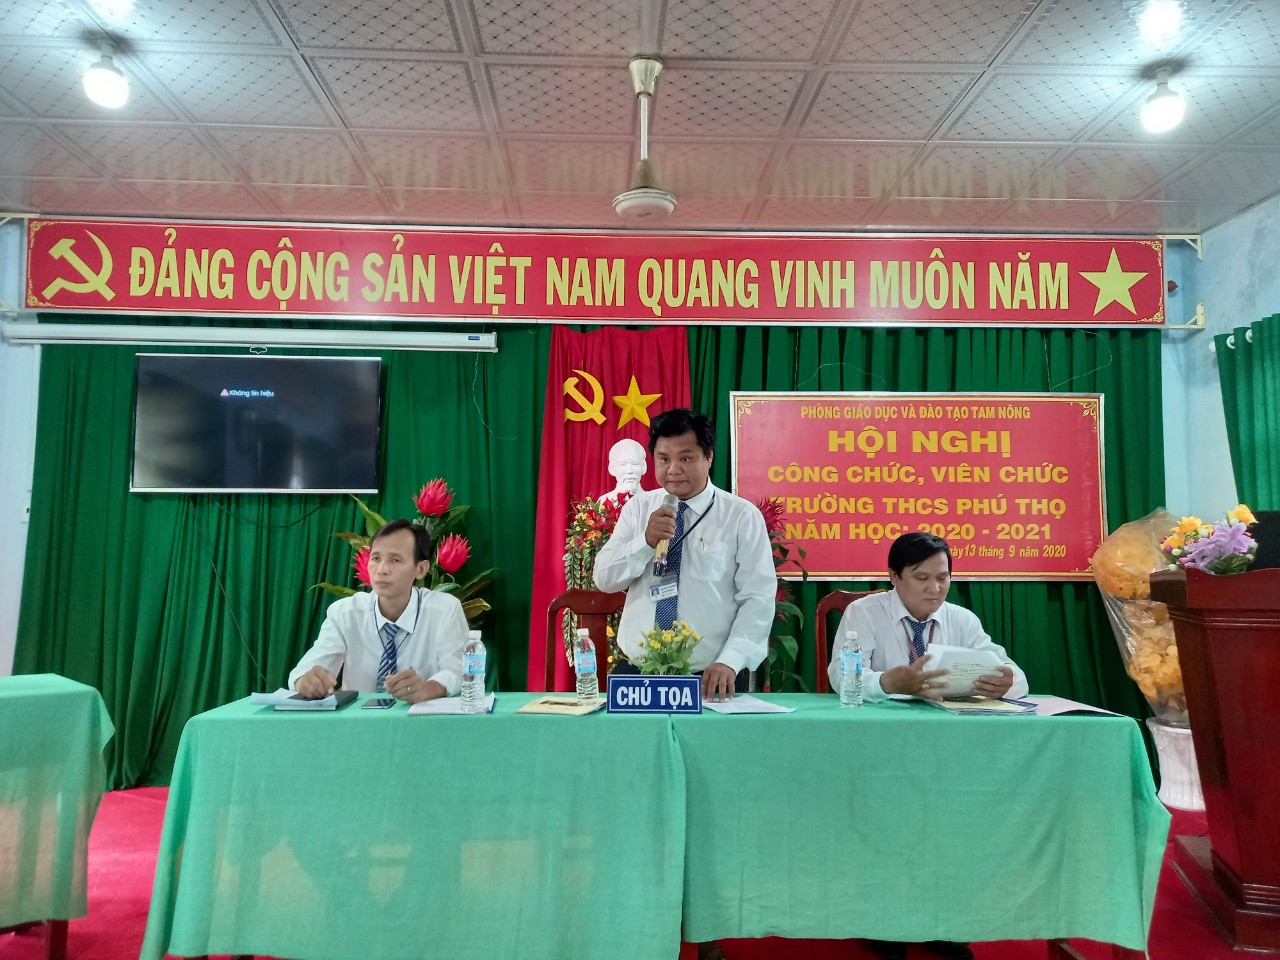 ĐẢNG CỘNG SẢN VIỆT NAM QUANG VINH MUÔN NĂM
Không tín hiệu
PHÒNG GIÁO DỤC VÀ ĐÀO TẠO TAM NÔNG
HỘI NGHỊ
CÔNG CHỨC, VIÊN CHỨC
TRƯỜNG THCS PHÚ THỌ
NĂM HỌC: 2020 - 2021
13 tháng 9 năm 2020
CHỦ TỌA